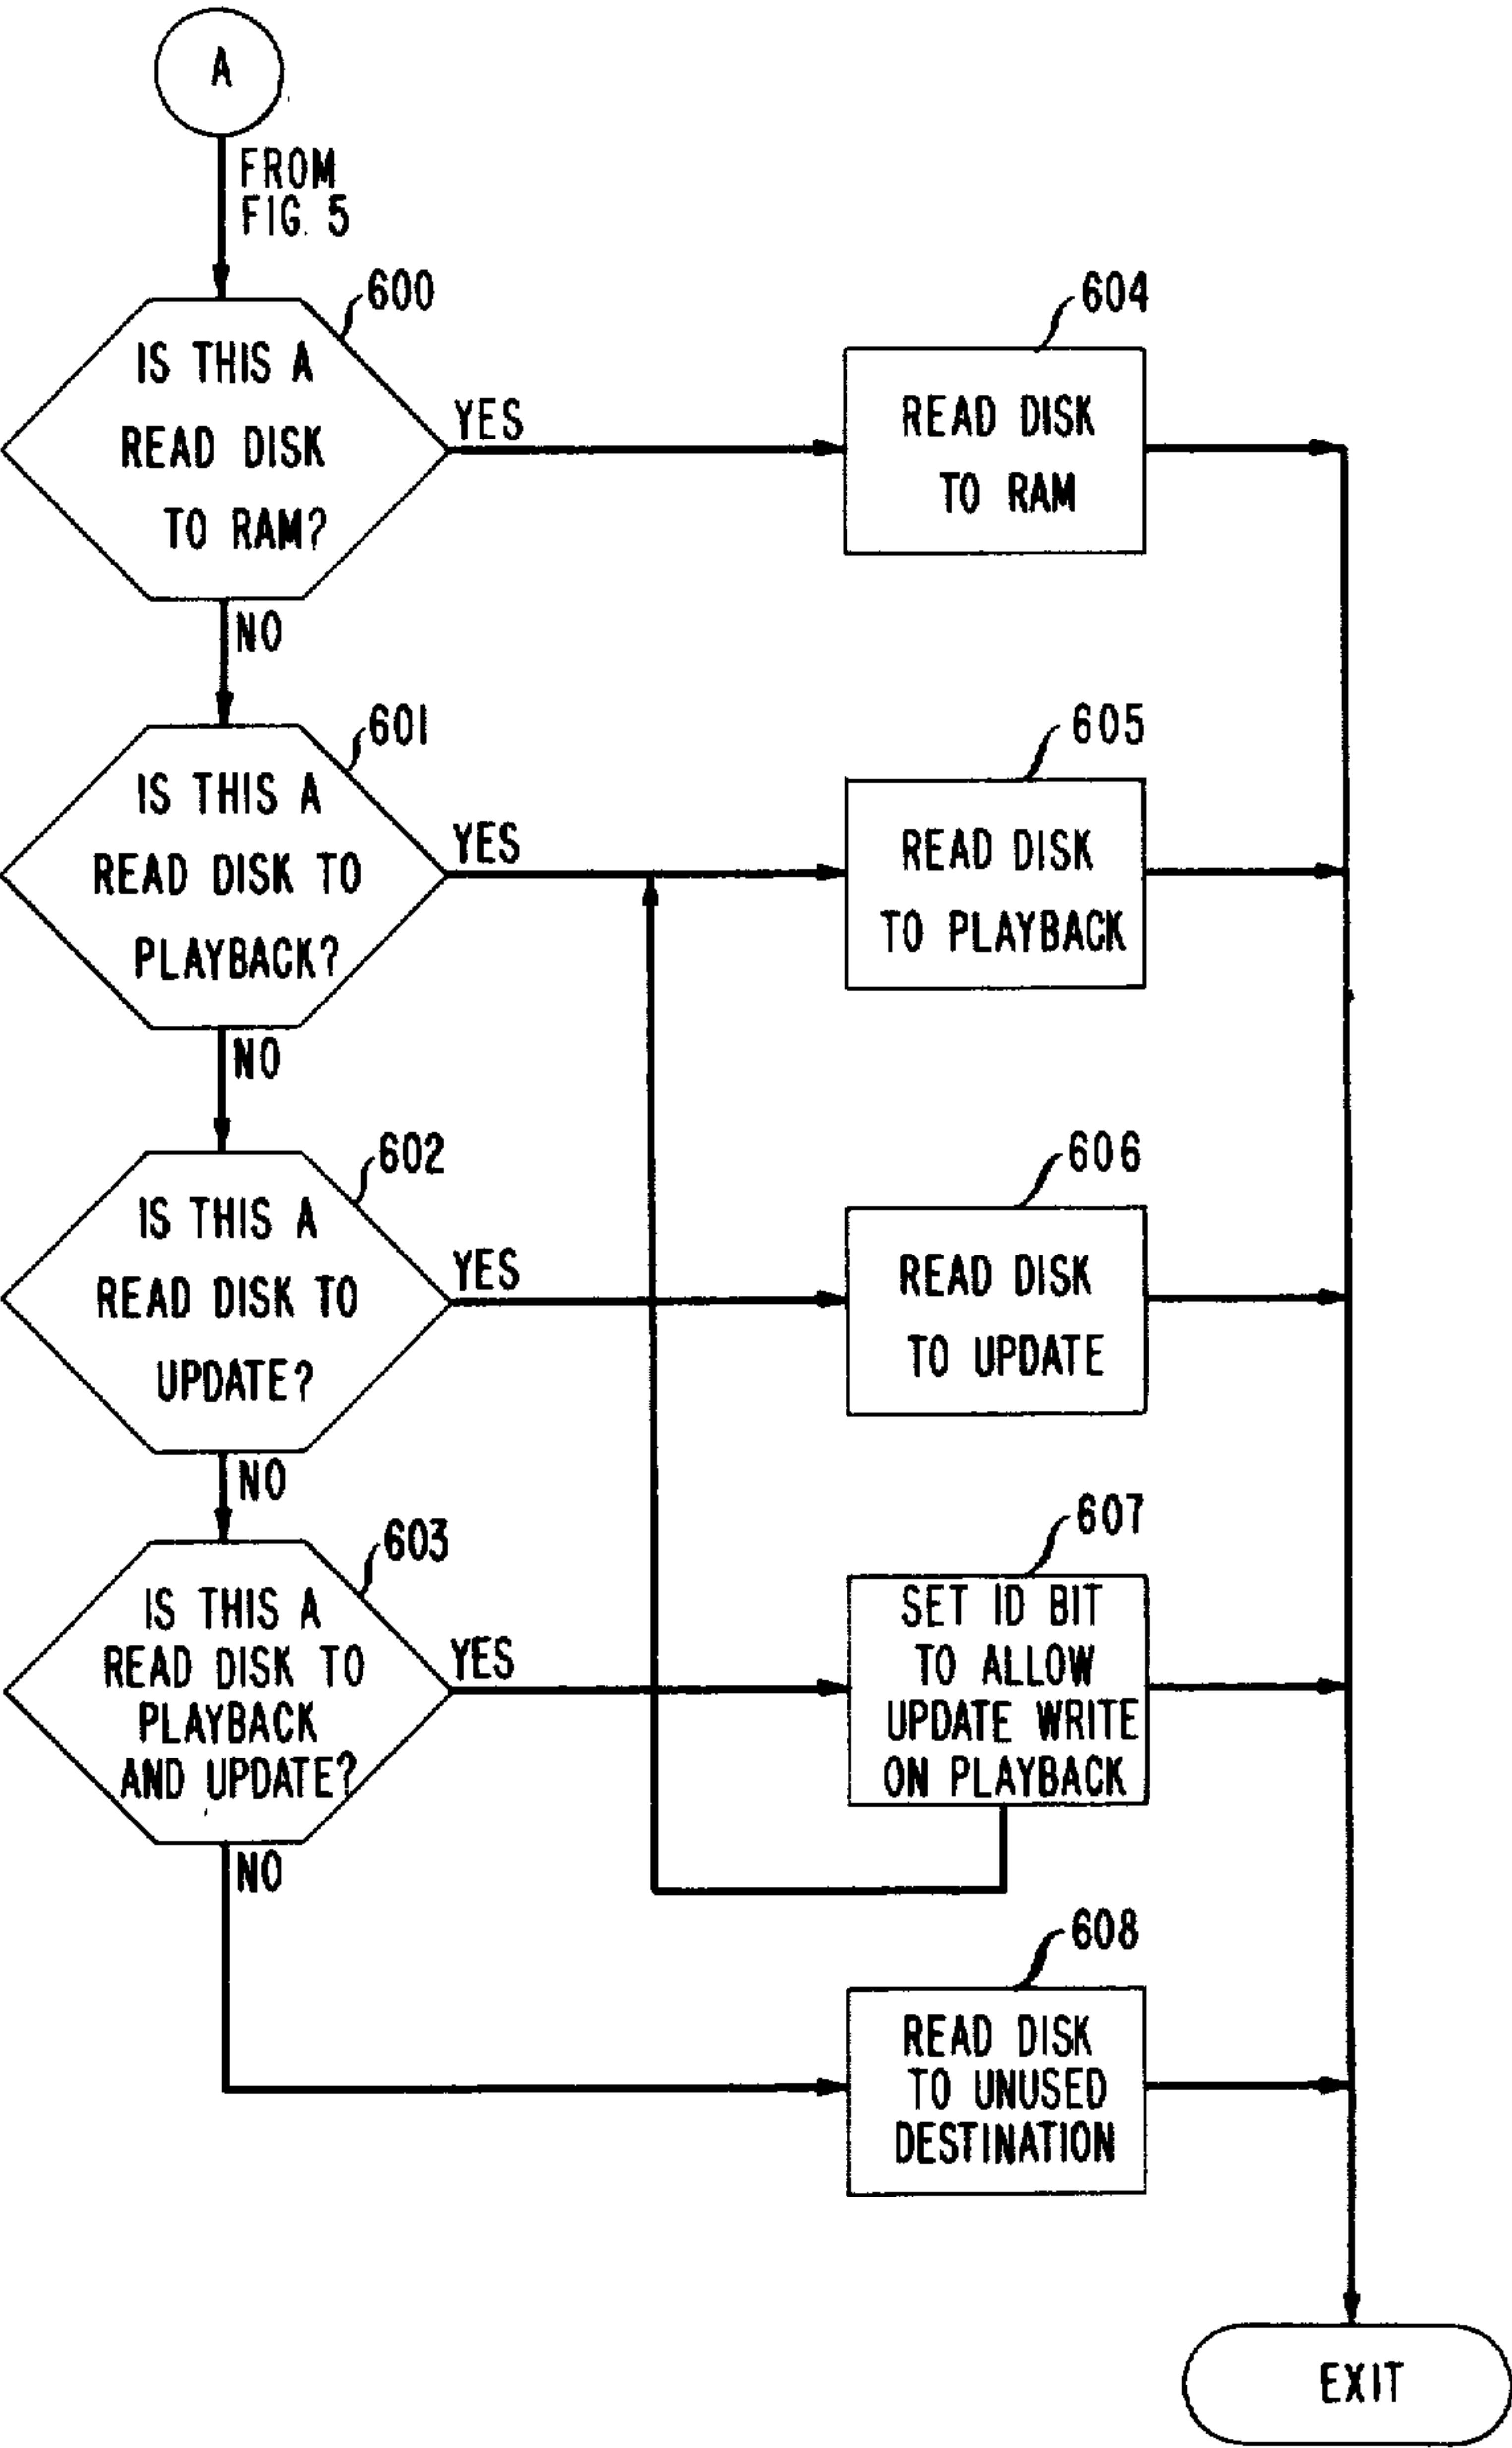 A
FROM
FIG. 5
600
IS THIS A
READ DISK
TO RAM?
YES
NO
604
READ DISK
TO RAM
601
IS THIS A
READ DISK TO
PLAYBACK?
YES
NO
605
READ DISK
TO PLAYBACK
602
IS THIS A
READ DISK TO
UPDATE?
YES
NO
606
READ DISK
TO UPDATE
603
IS THIS A
READ DISK TO
PLAYBACK
AND UPDATE?
YES
NO
607
SET ID BIT
TO ALLOW
UPDATE WRITE
ON PLAYBACK
608
READ DISK
TO UNUSED
DESTINATION
EXIT